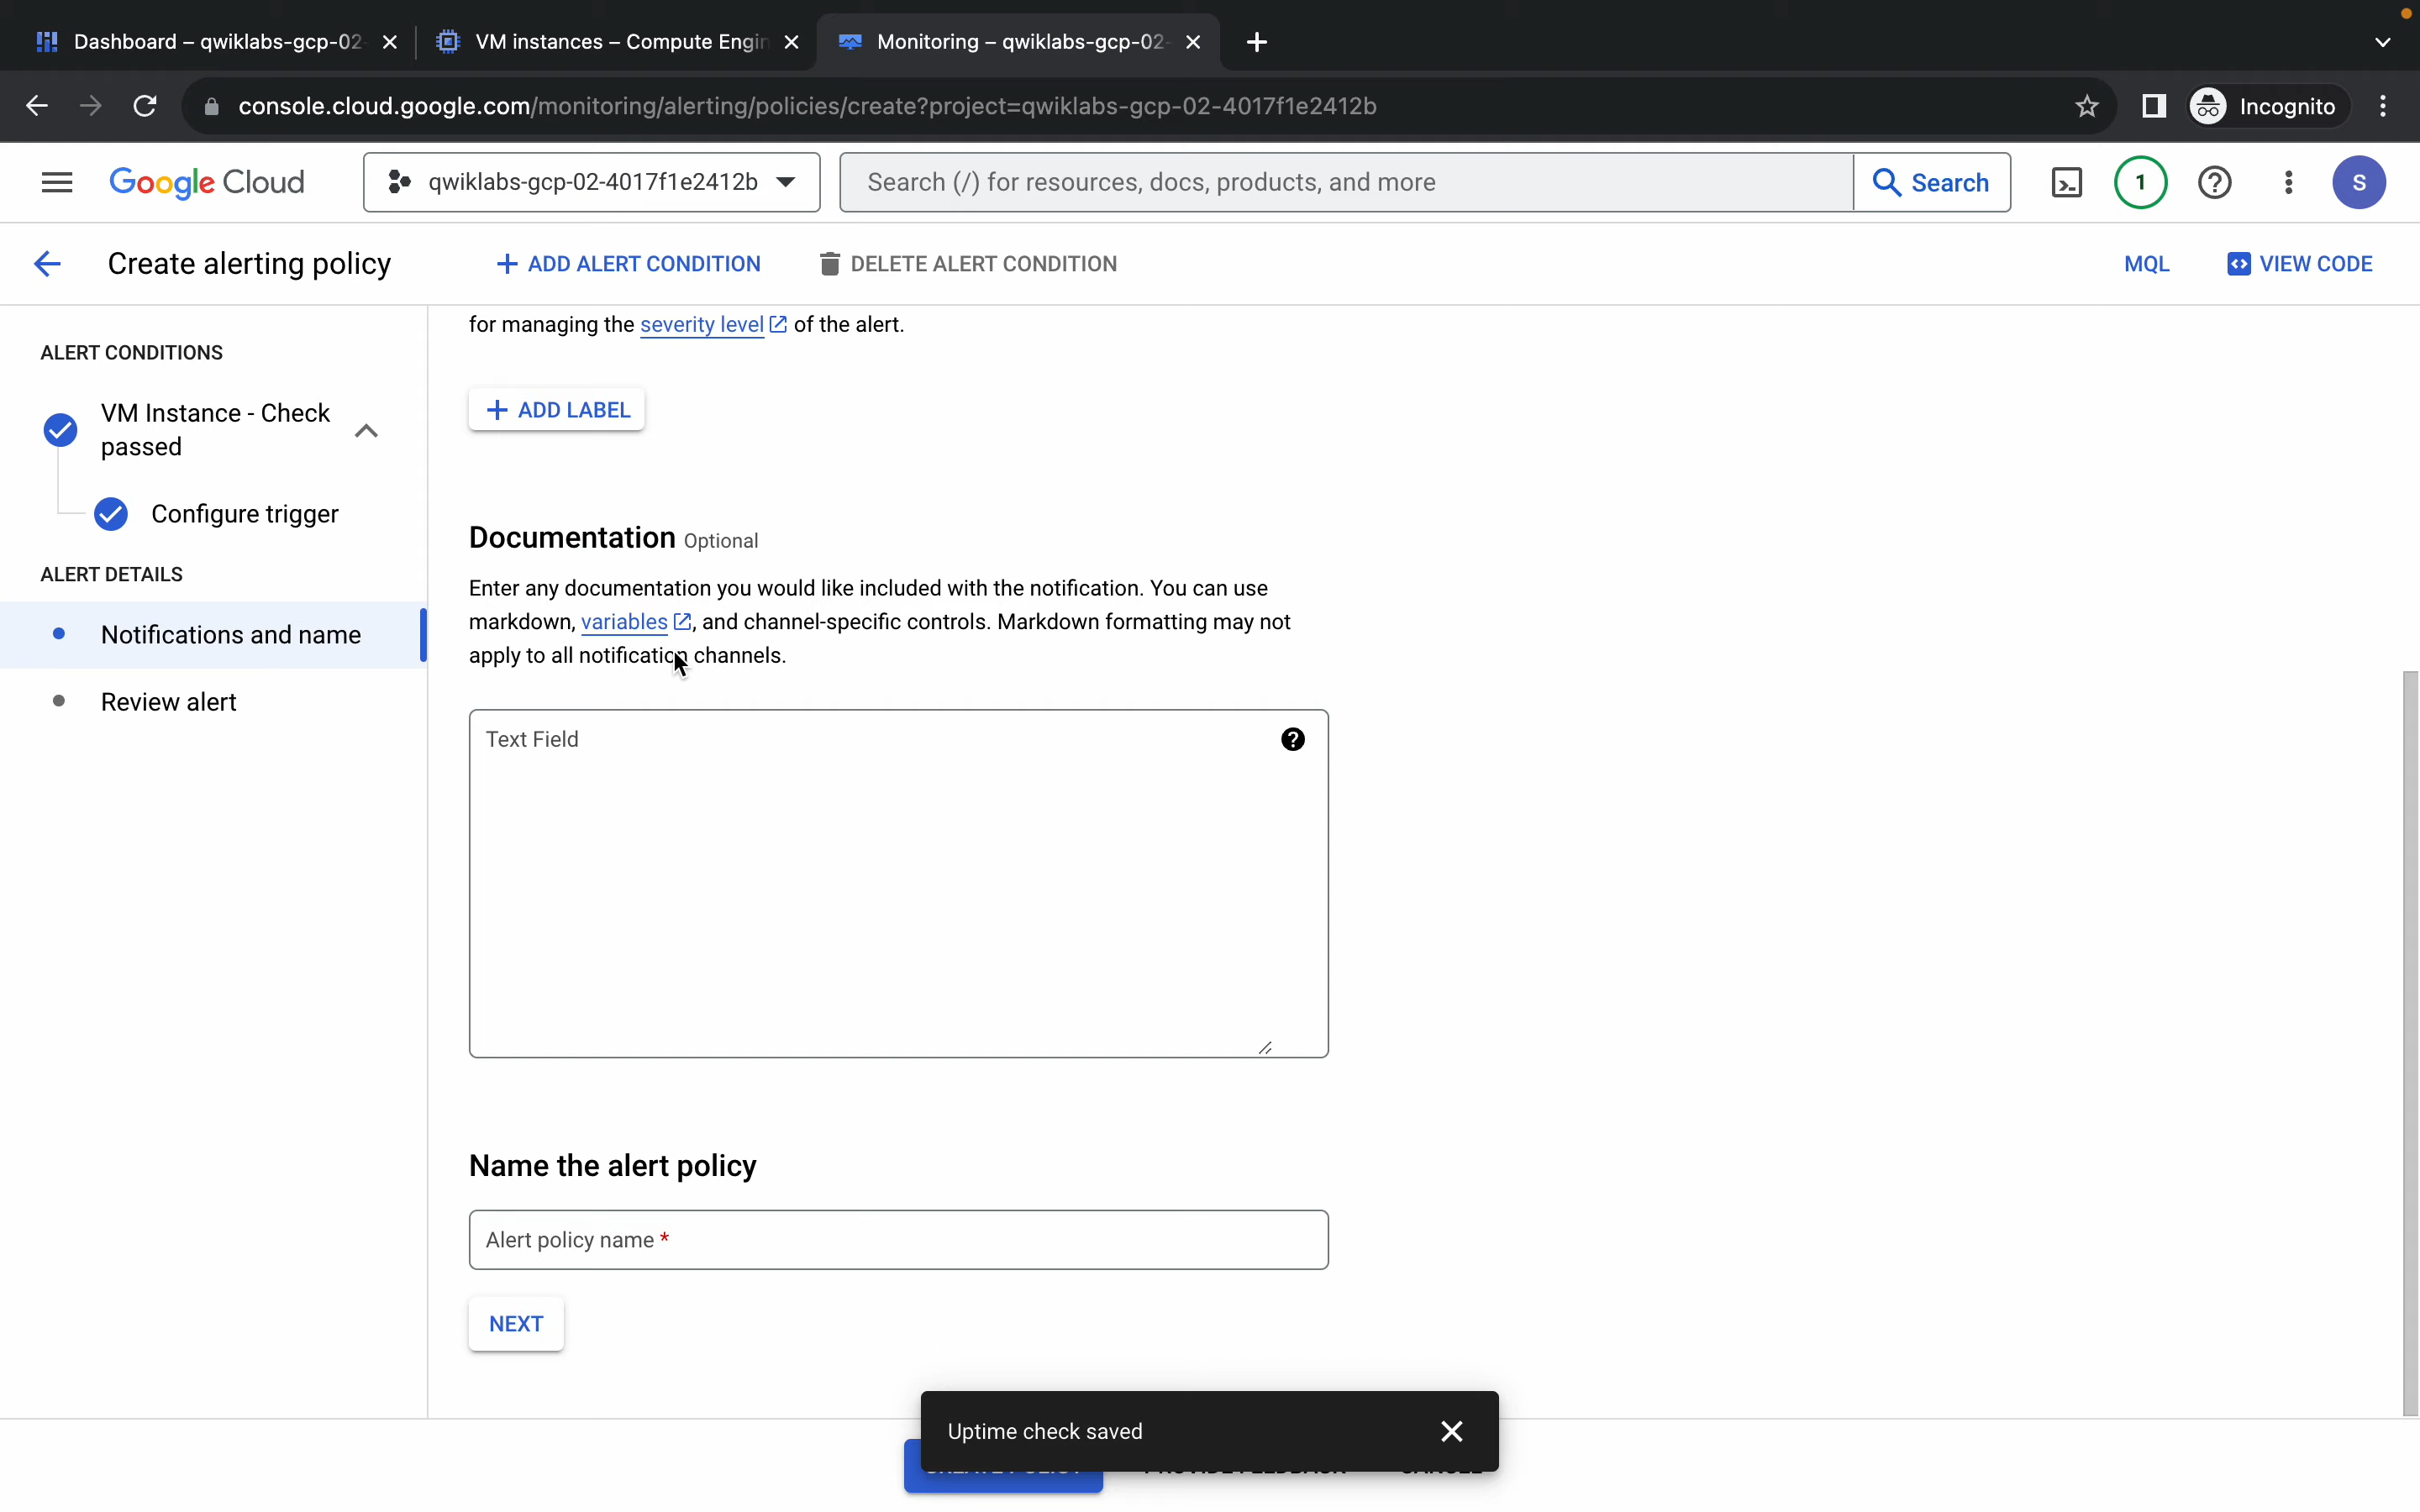 Dashboard – qwiklabs-gcp-02-
VM instances – Compute Engin
Monitoring – qwiklabs-gcp-02-
console.cloud.google.com/monitoring/alerting/policies/create?project=qwiklabs-gcp-02-4017f1e2412b
Incognito
Google Cloud
qwiklabs-gcp-02-4017f1e2412b
Search (/) for resources, docs, products, and more
Search
1
S
Create alerting policy
ADD ALERT CONDITION
DELETE ALERT CONDITION
MQL
VIEW CODE
ALERT CONDITIONS
VM Instance - Check
passed
Configure trigger
ALERT DETAILS
Notifications and name
Review alert
for managing the severity level of the alert.
ADD LABEL
Documentation Optional
Enter any documentation you would like included with the notification. You can use
markdown, variables, and channel-specific controls. Markdown formatting may not
apply to all notification channels.
Text Field
Name the alert policy
Alert policy name *
NEXT
Uptime check saved